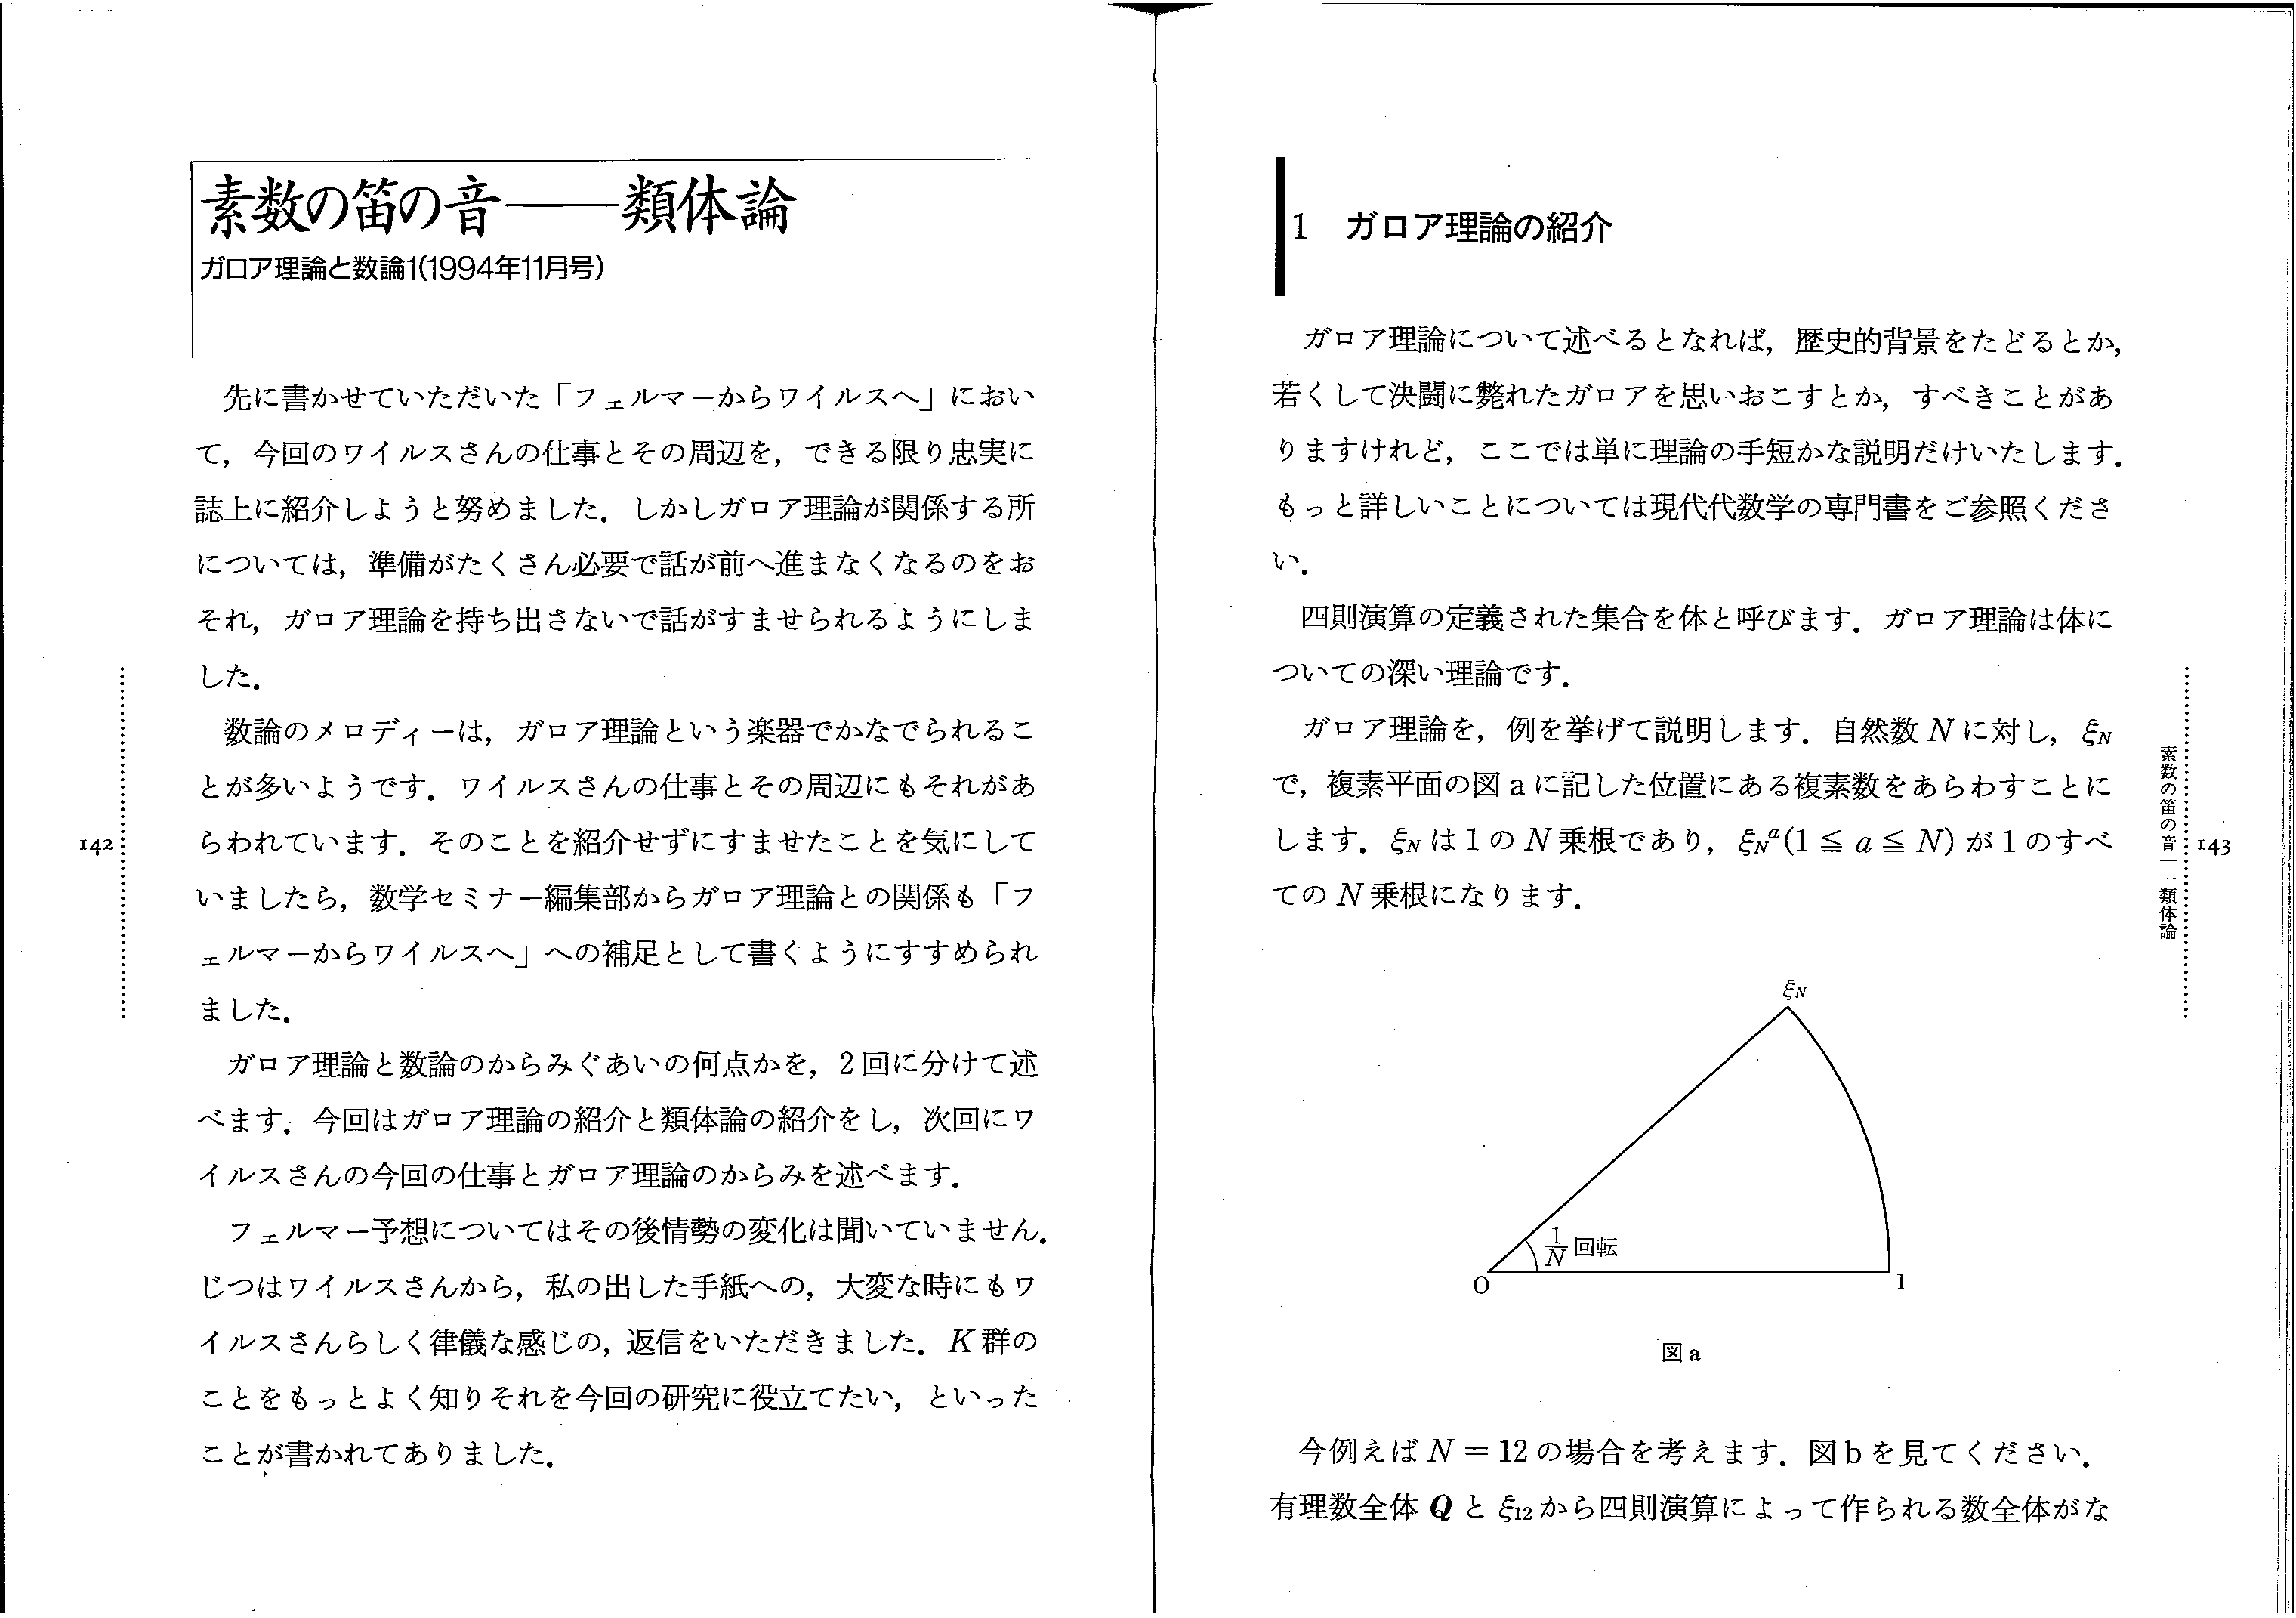 素数の笛の音——類体論
ガロア理論と数論1(1994年11月号)
先に書かせていただいた「フェルマーからワイルスへ」におい
て，今回のワイルスさんの仕事とその周辺を，できる限り忠実に
誌上に紹介しようと努めました．しかしガロア理論が関係する所
については，準備がたくさん必要で話が前へ進まなくなるのをお
それ，ガロア理論を持ち出さないで話がすませられるようにしま
した．
数論のメロディーは，ガロア理論という楽器でかなでられるこ
とが多いようです．ワイルスさんの仕事とその周辺にもそれがあ
らわれています．そのことを紹介せずにすませたことを気にして
いましたら，数学セミナー編集部からガロア理論との関係も「フ
ェルマーからワイルスへ」への補足として書くようにすすめられ
ました．
ガロア理論と数論のからみぐあいの何点かを，2回に分けて述
べます．今回はガロア理論の紹介と類体論の紹介をし，次回にワ
イルスさんの今回の仕事とガロア理論のからみを述べます．
フェルマー予想についてはその後情勢の変化は聞いていません．
じつはワイルスさんから，私の出した手紙への，大変な時にもワ
イルスさんらしく律儀な感じの，返信をいただきました．K群の
ことをもっとよく知りそれを今回の研究に役立てたい，といった
ことが書かれてありました．
142
1 ガロア理論の紹介
ガロア理論について述べるとなれば，歴史的背景をたどるとか，
若くして決闘に斃れたガロアを思いおこすとか，すべきことがあ
りますけれど，ここでは単に理論の手短かな説明だけいたします．
もっと詳しいことについては現代代数学の専門書をご参照くださ
い．
四則演算の定義された集合を体と呼びます．ガロア理論は体に
ついての深い理論です．
ガロア理論を，例を挙げて説明します．自然数 N に対し，ξN
で，複素平面の図 a に記した位置にある複素数をあらわすことに
します．ξN は 1 の N 乗根であり，ξN^a(1 ≦ a ≦ N) が 1 のすべ
ての N 乗根になります．
ξN
1/N 回転
O
1
図 a
今例えば N = 12 の場合を考えます．図 b を見てください．
有理数全体 Q と ξ12 から四則演算によって作られる数全体がな
素数の笛の音——類体論
143